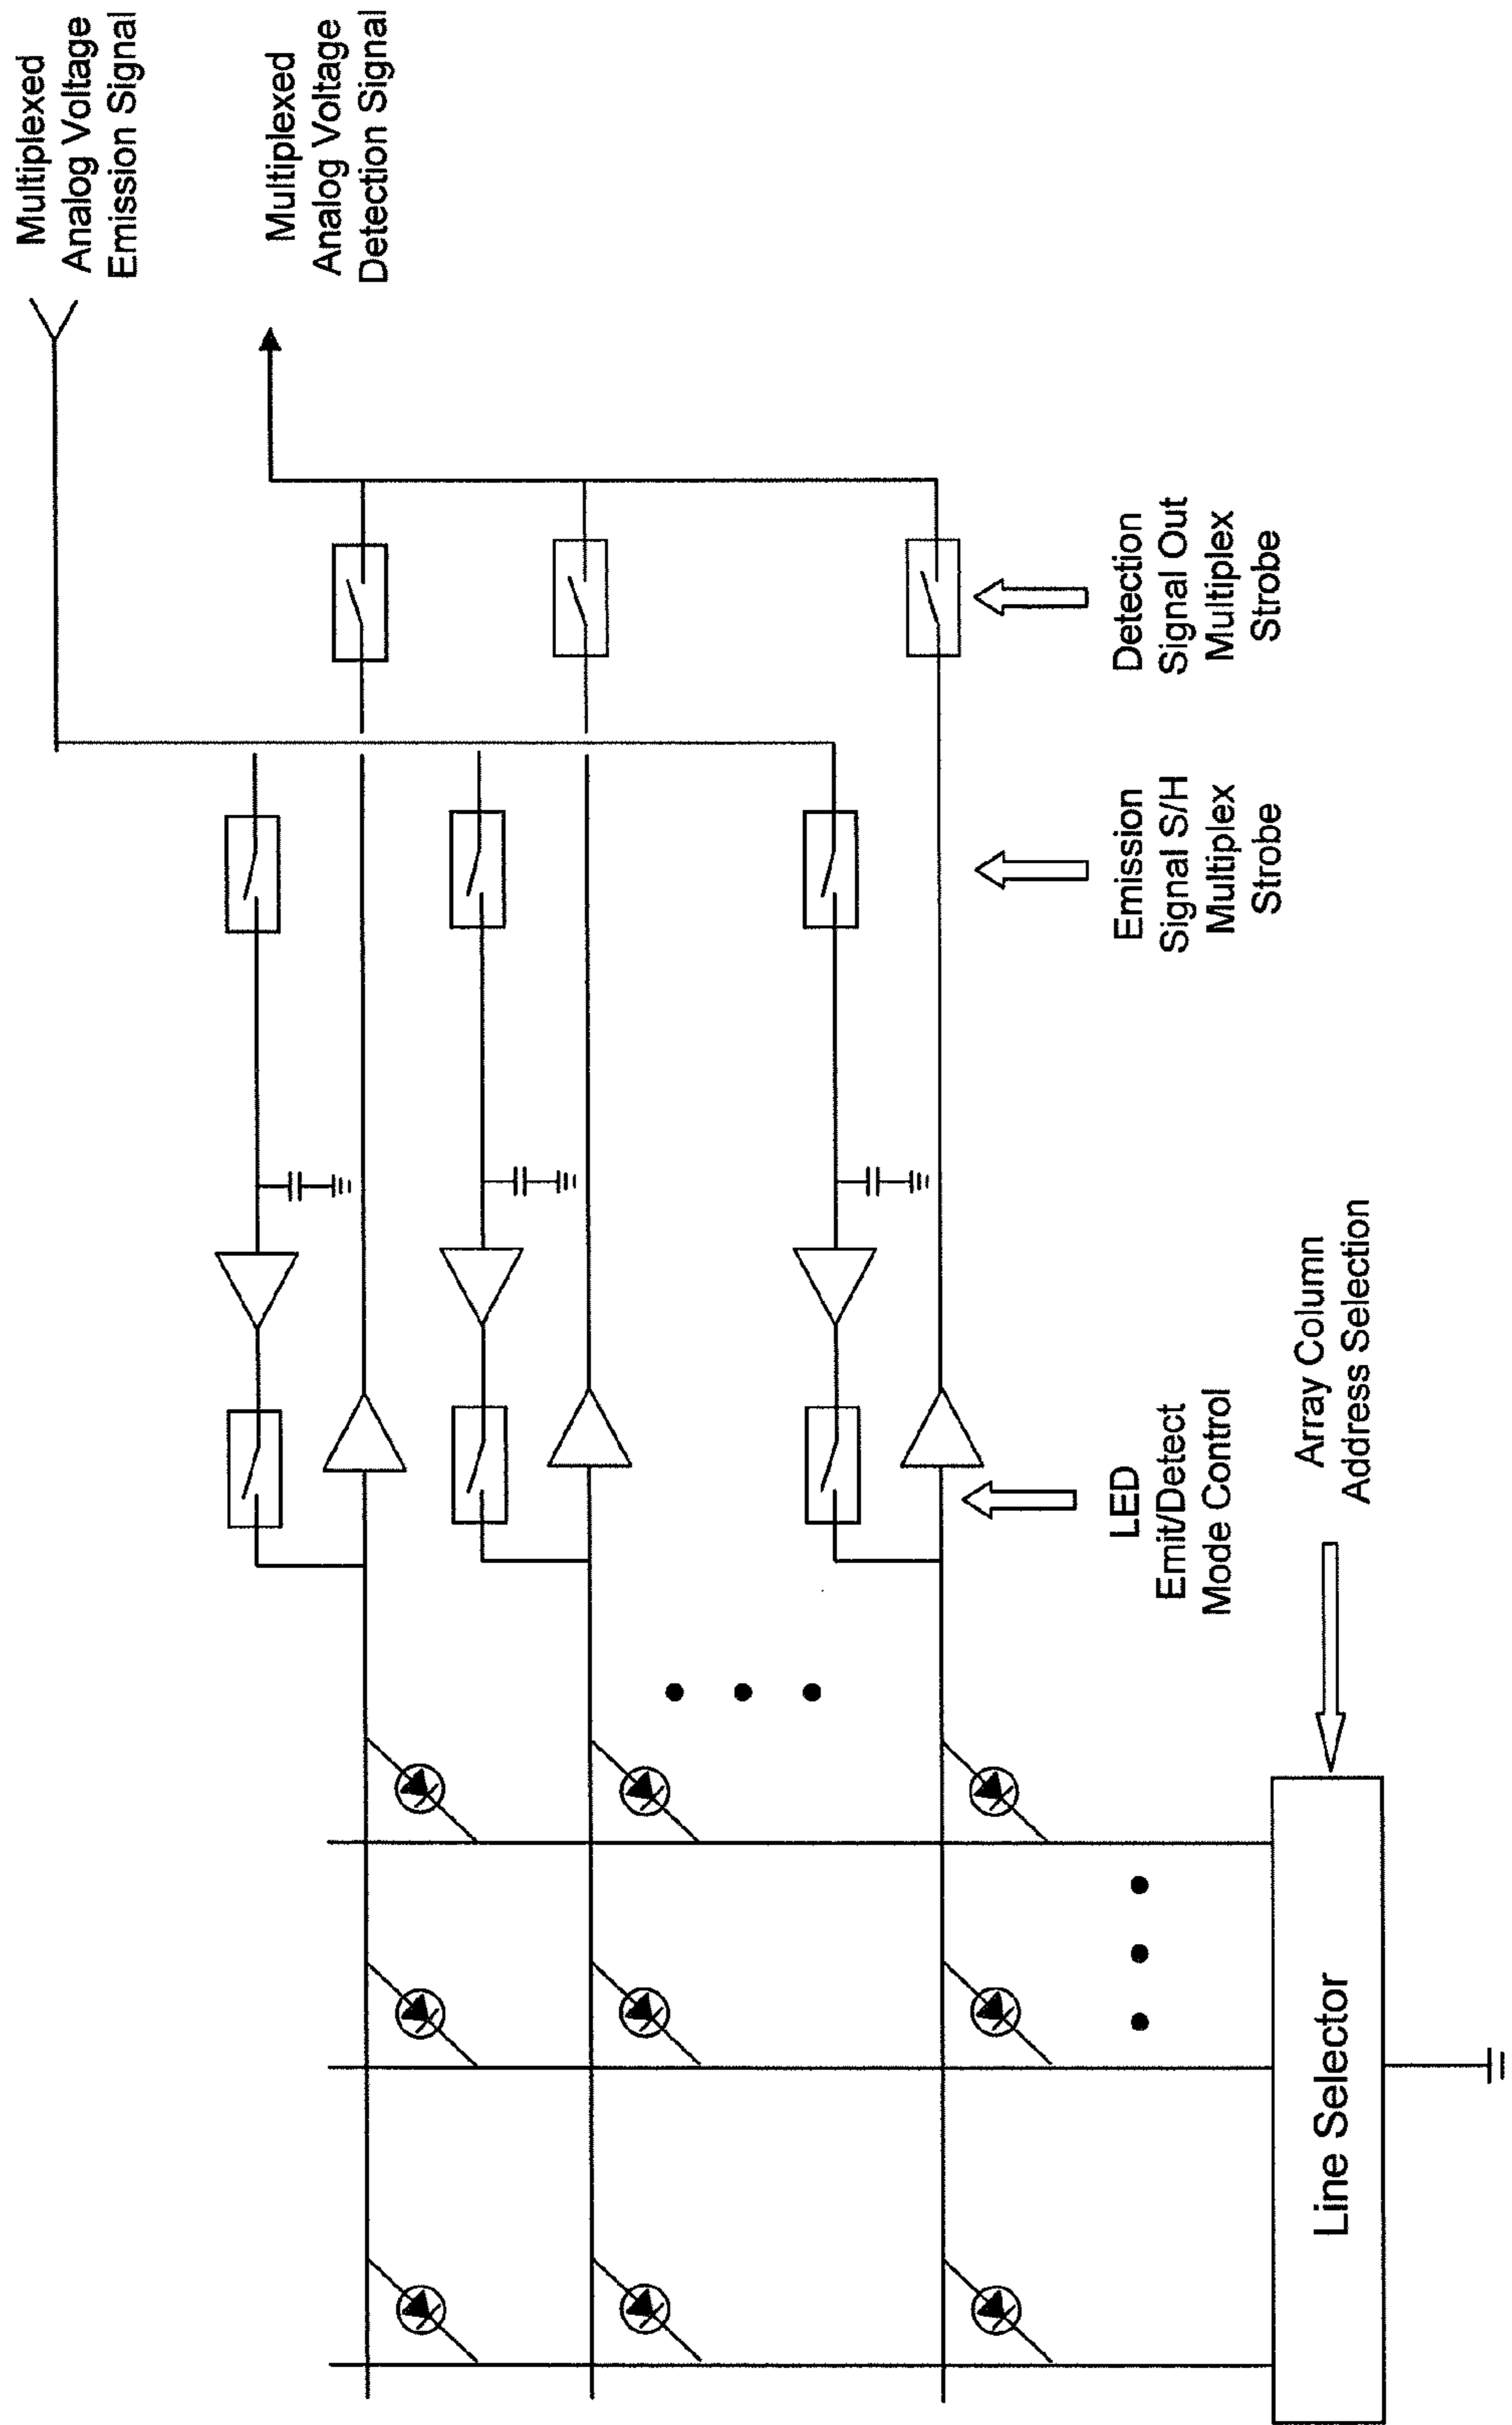 Multiplexed
Analog Voltage
Emission Signal
Multiplexed
Analog Voltage
Detection Signal
Detection
Signal Out
Multiplex
Strobe
Emission
Signal S/H
Multiplex
Strobe
LED
Emit/Detect
Mode Control
Array Column
Address Selection
Line Selector